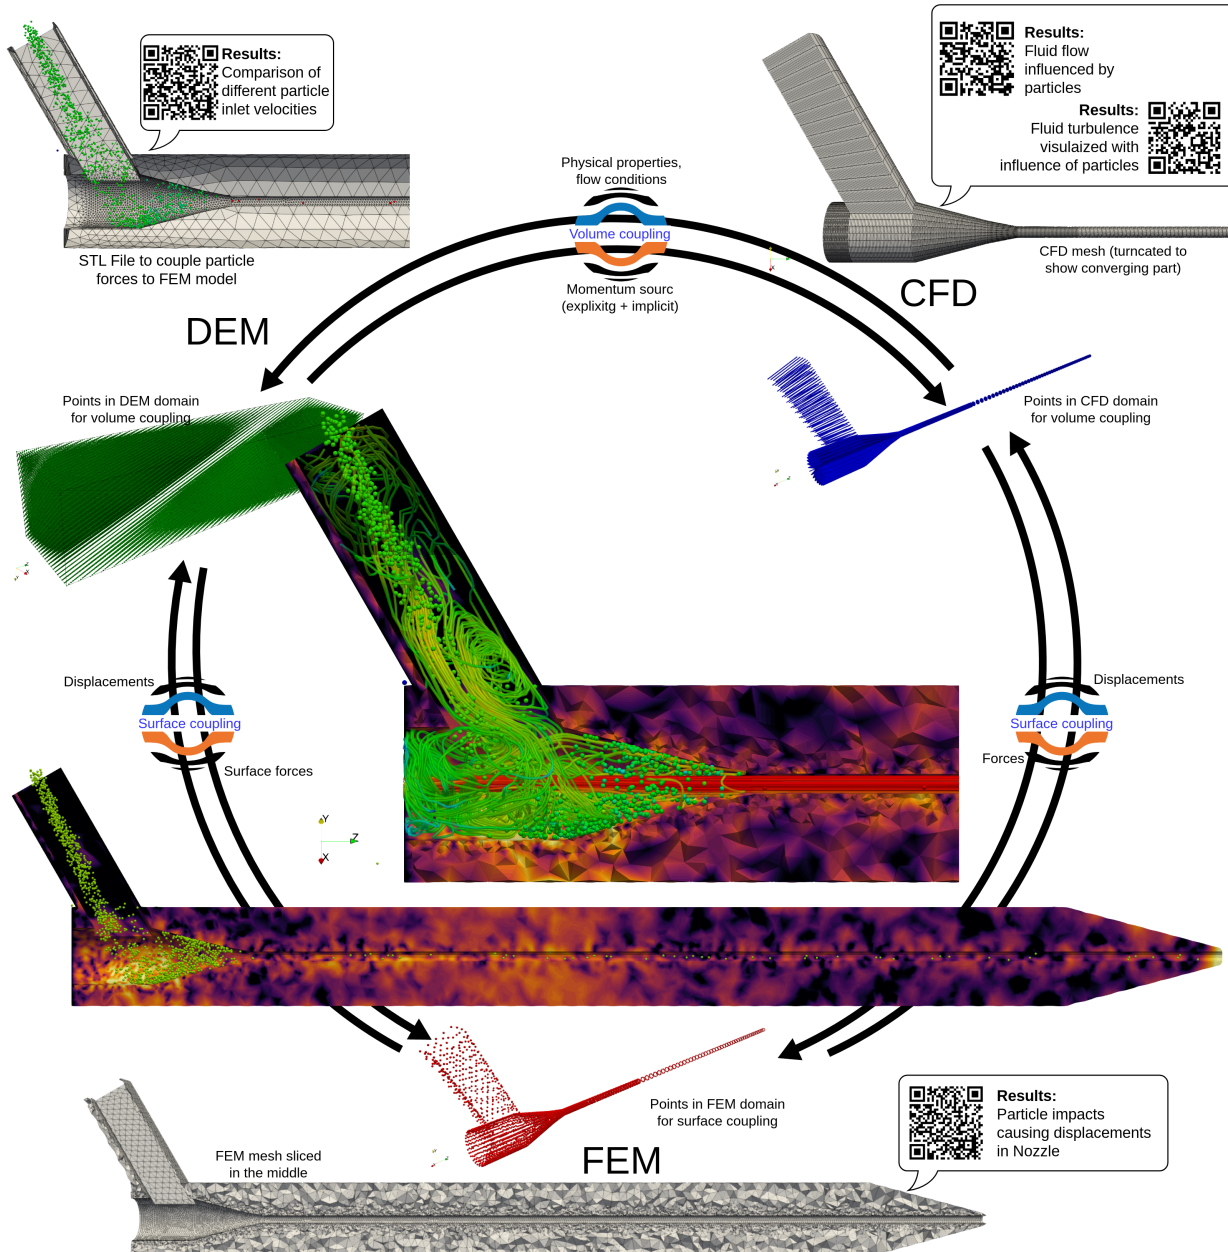 Results:
Comparison of
different particle
inlet velocities
Results:
Fluid flow
influenced by
particles
Results:
Fluid turbulence
visulaized with
influence of particles
Physical properties,
flow conditions
Volume coupling
Momentum sourc
(explixitg + implicit)
STL File to couple particle
forces to FEM model
CFD mesh (turncated to
show converging part)
DEM
CFD
Points in DEM domain
for volume coupling
Points in CFD domain
for volume coupling
Displacements
Surface coupling
Surface forces
Displacements
Surface coupling
Forces
Y
Z
X
Points in FEM domain
for surface coupling
FEM
FEM mesh sliced
in the middle
Results:
Particle impacts
causing displacements
in Nozzle